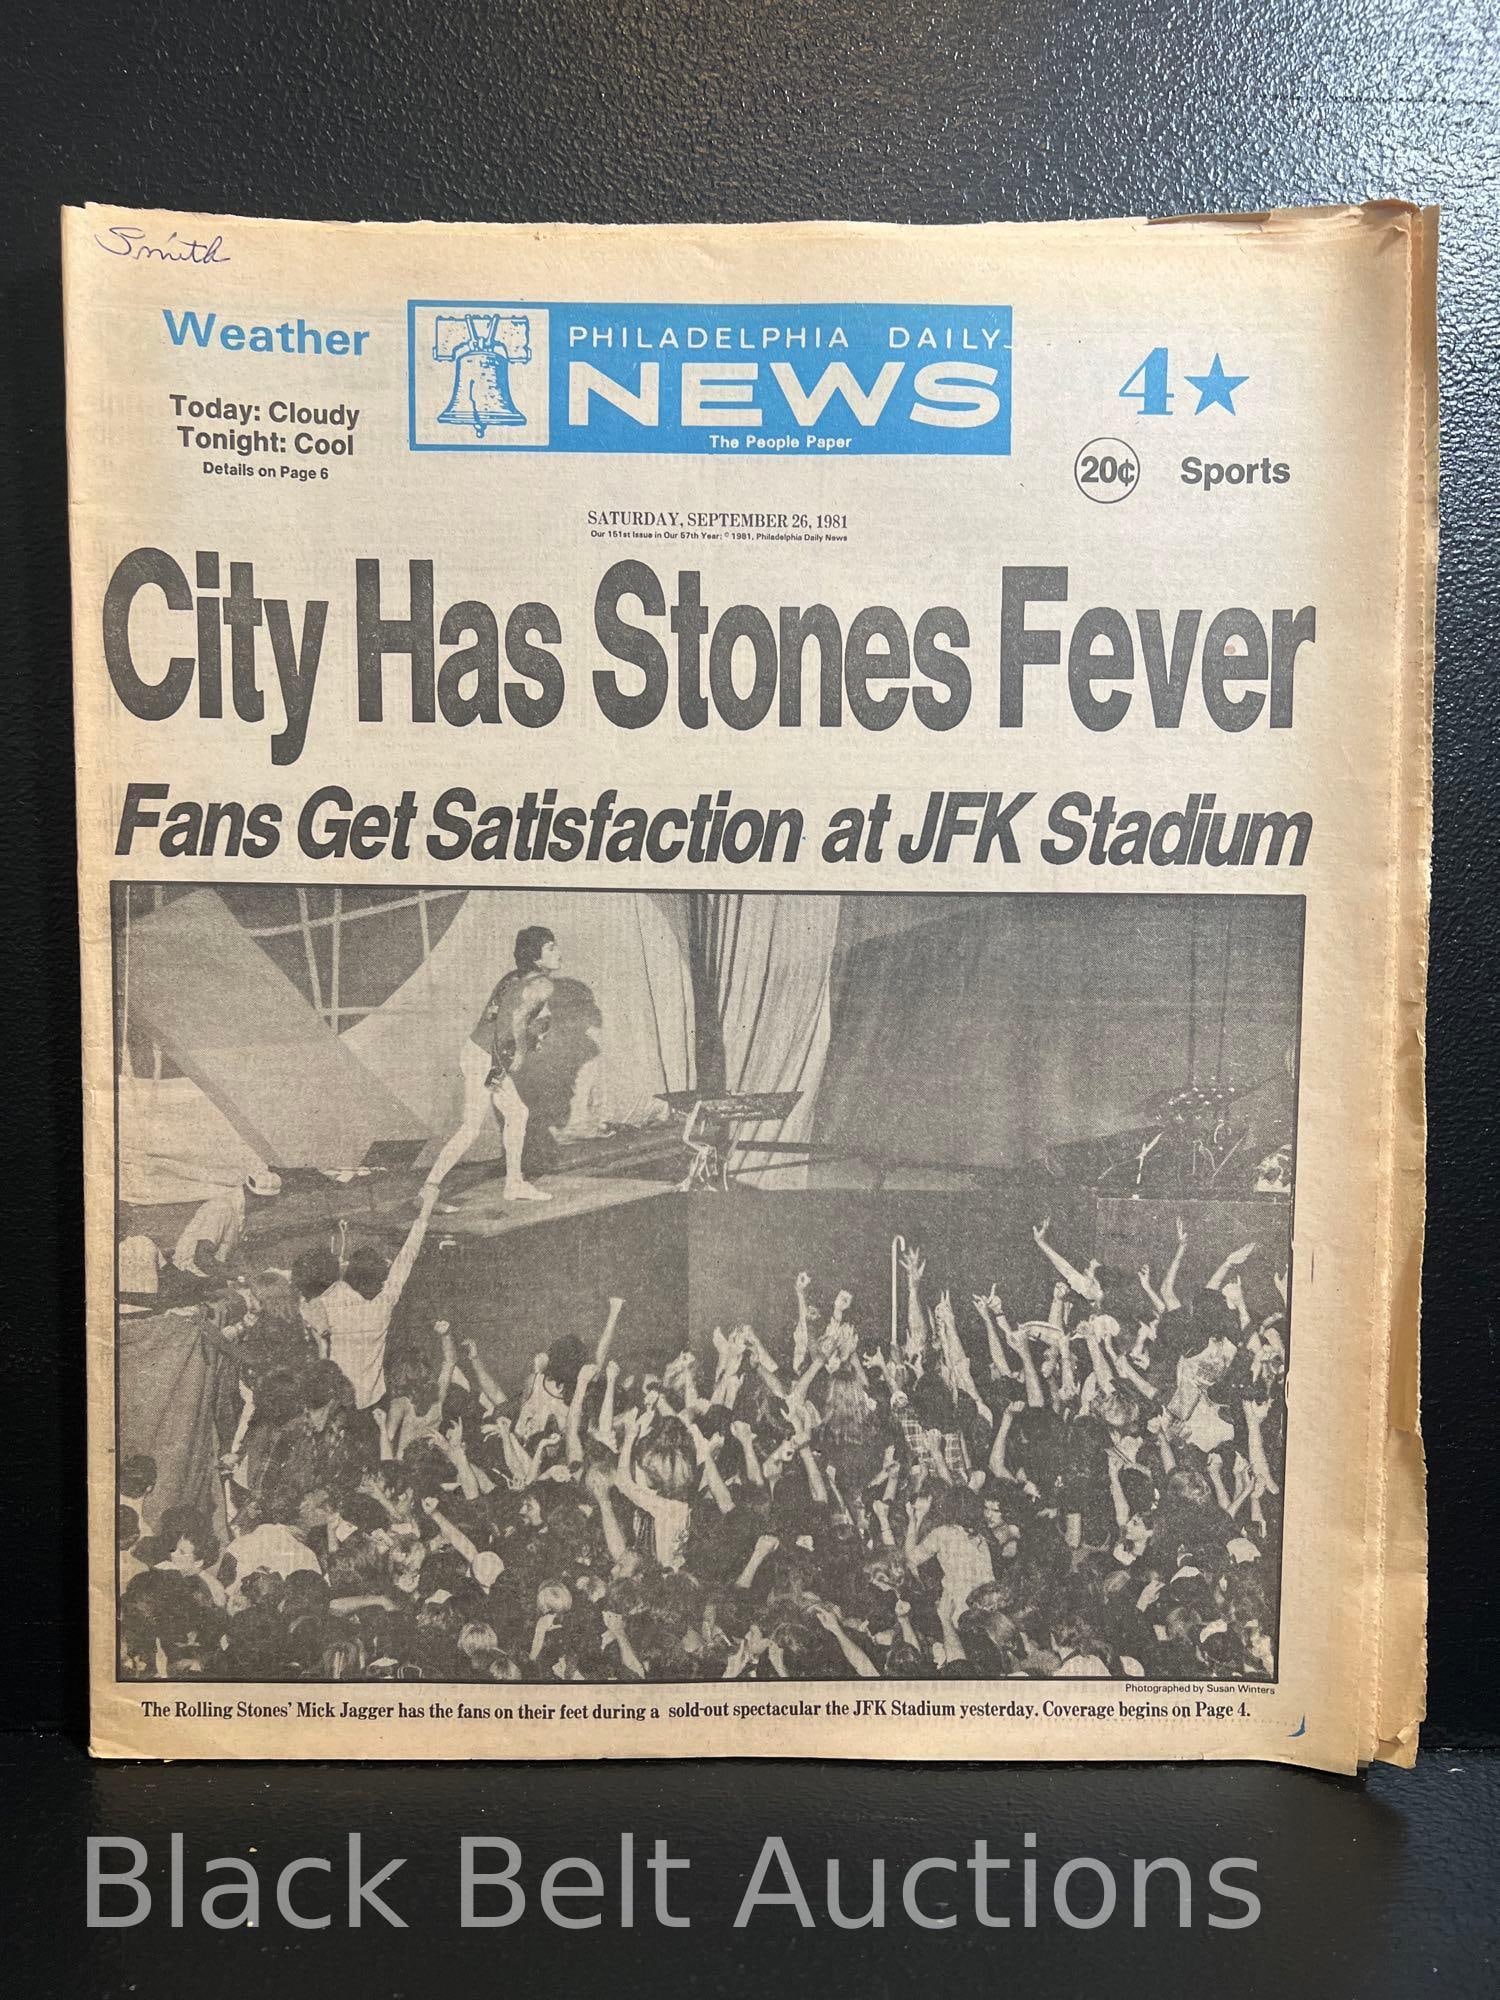 Smith
Weather
Today: Cloudy
Tonight: Cool
Details on Page 6
PHILADELPHIA DAILY
NEWS
The People Paper
4★
20¢ Sports
SATURDAY, SEPTEMBER 26, 1981
Our 151st Issue in Our 57th Year; © 1981, Philadelphia Daily News
City Has Stones Fever
Fans Get Satisfaction at JFK Stadium
Photographed by Susan Winters
The Rolling Stones' Mick Jagger has the fans on their feet during a sold-out spectacular the JFK Stadium yesterday. Coverage begins on Page 4.
Black Belt Auctions